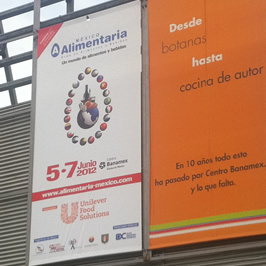 MÉXICO
Alimentaria
Un mundo de alimentos y bebidas
5-7 Junio
2012
Centro
Banamex
www.alimentaria-mexico.com
Unilever
Food
Solutions
Desde
botanas
hasta
cocina de autor
En 10 años todo esto
ha pasado por Centro Banamex.
y lo que falta.